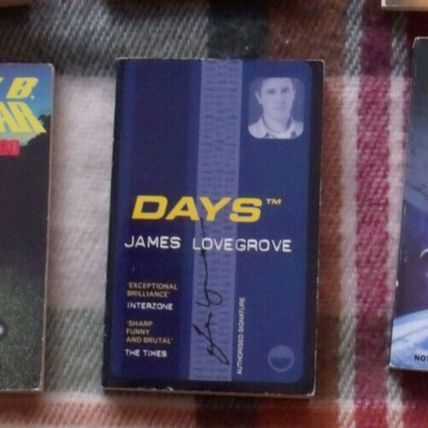 B.
DAYS™
JAMES LOVEGROVE
'EXCEPTIONAL
BRILLIANCE'
INTERZONE
'SHARP
FUNNY
AND BRUTAL'
THE TIMES
AUTHORISED SIGNATURE